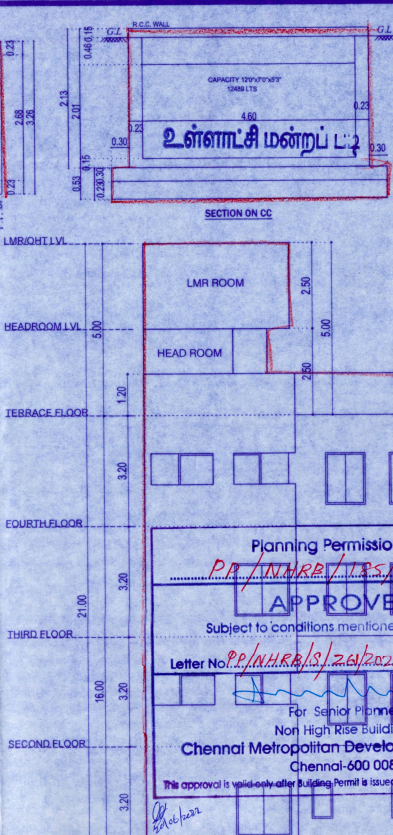 G.L
R.C.C. WALL
G.L
0.23
0.15
0.48
2.13
2.01
2.68
3.26
CAPACITY 12'0"x7'0"x5'3"
12489 LTS
0.23
4.60
0.23
உள்ளாட்சி மன்றப்
0.30
0.30
0.15
0.53
0.30
0.23
0.23
SECTION ON CC
LMR/OHT LVL
LMR ROOM
2.50
5.00
5.00
HEADROOM LVL
HEAD ROOM
2.50
1.20
TERRACE FLOOR
3.20
FOURTH FLOOR
Planning Permissio
PP/NHRB/185/
3.20
21.00
APPROVE
Subject to conditions mentione
THIRD FLOOR
Letter No PP/NHRB/S/261/202
16.00
3.20
For Senior Planne
Non High Rise Buildi
SECOND FLOOR
Chennai Metropolitan Develo
Chennai-600 008
This approval is valid only after Building Permit is issue
3.20